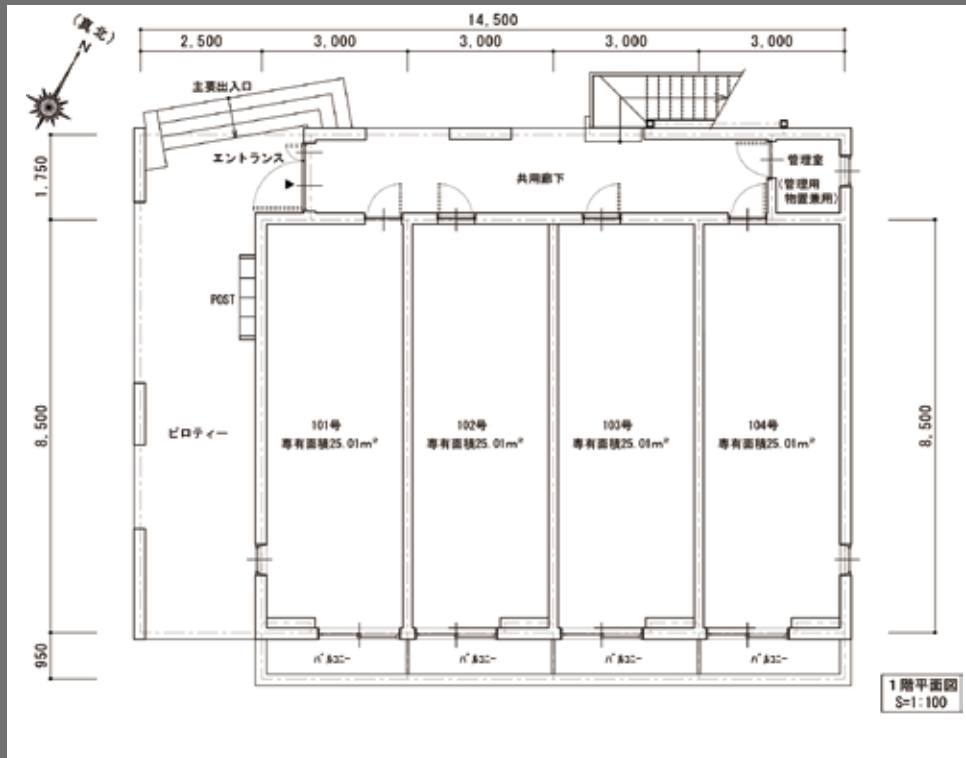 (真北)
N
14,500
2,500
3,000
3,000
3,000
3,000
主要出入口
エントランス
共用廊下
管理室
(管理用
物置兼用)
1,750
POST
8,500
ピロティー
101号
専有面積25.01m²
102号
専有面積25.01m²
103号
専有面積25.01m²
104号
専有面積25.01m²
8,500
950
バルコニー
バルコニー
バルコニー
バルコニー
1階平面図
S=1:100